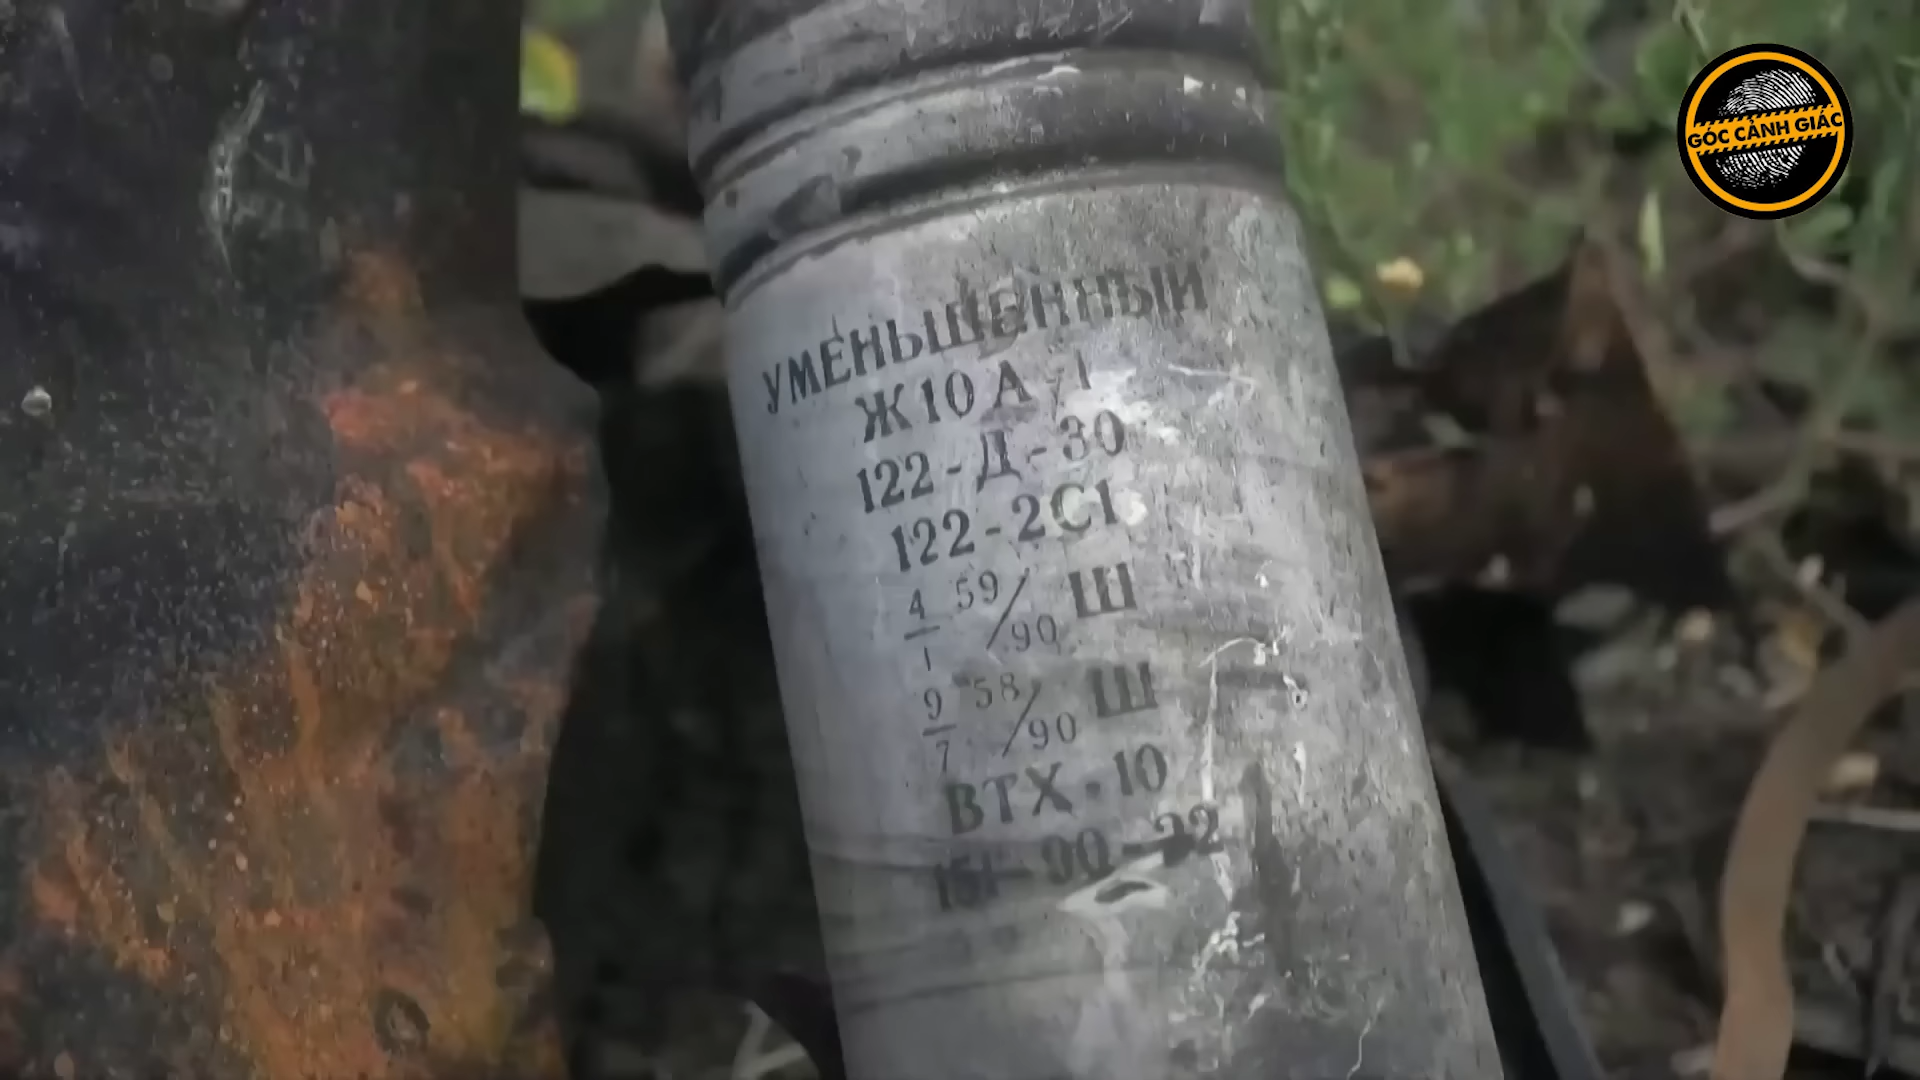 GÓC CẢNH GIÁC
УМЕНЬШЕННЫЙ
Ж10 А-1
122-Д-30
122-2С1
4/1 59/90 Ш
9/7 58/90 Ш
ВТХ-10